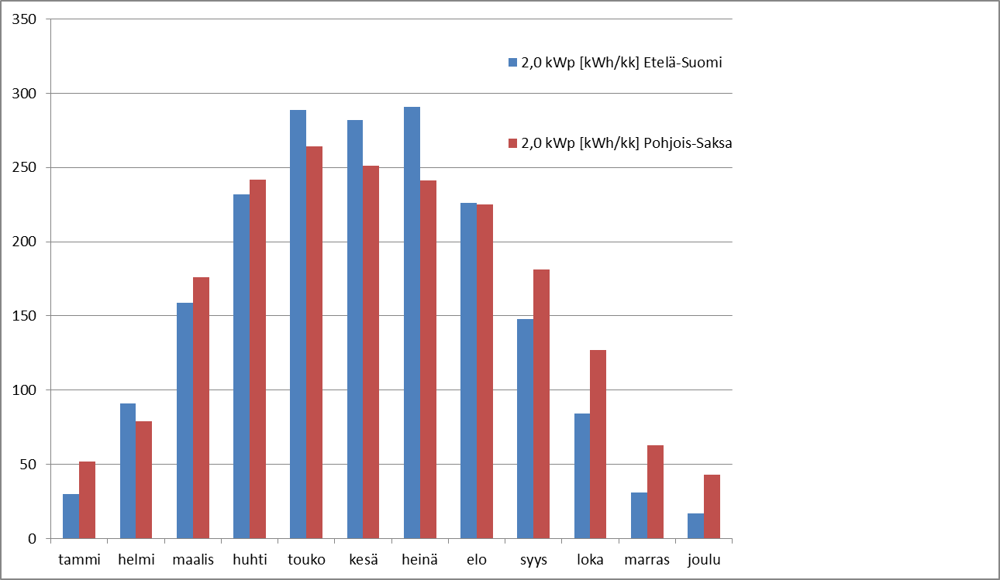 350
2,0 kWp [kWh/kk] Etelä-Suomi
300
2,0 kWp [kWh/kk] Pohjois-Saksa
250
200
150
100
50
0
tammi helmi maalis huhti touko kesä heinä elo syys loka marras joulu